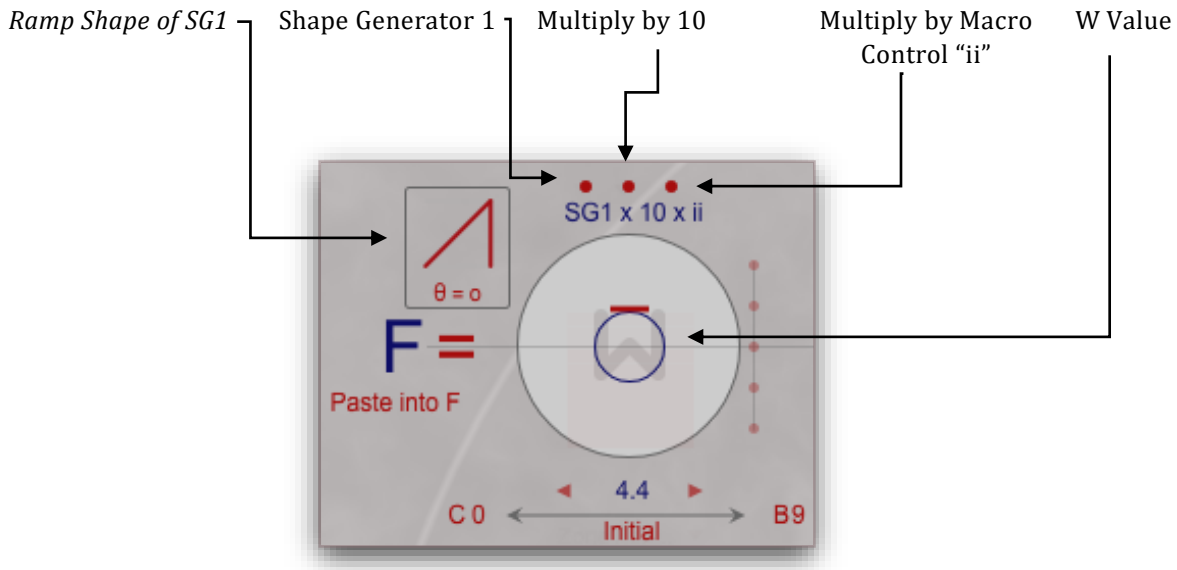 Ramp Shape of SG1
Shape Generator 1
Multiply by 10
Multiply by Macro
Control “ii”
W Value
SG1 x 10 x ii
θ = o
F =
W
Paste into F
4.4
C 0
B9
Initial